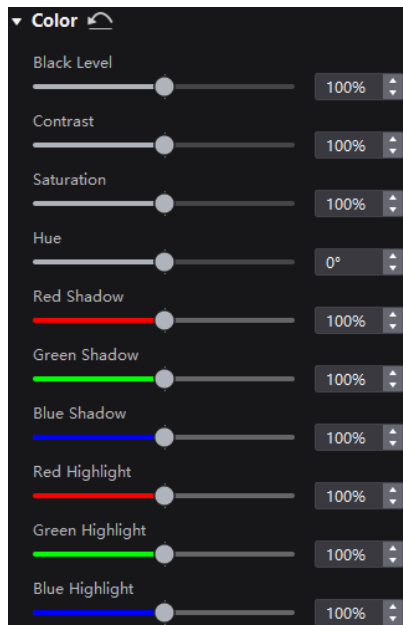 Color
Black Level
100%
Contrast
100%
Saturation
100%
Hue
0°
Red Shadow
100%
Green Shadow
100%
Blue Shadow
100%
Red Highlight
100%
Green Highlight
100%
Blue Highlight
100%